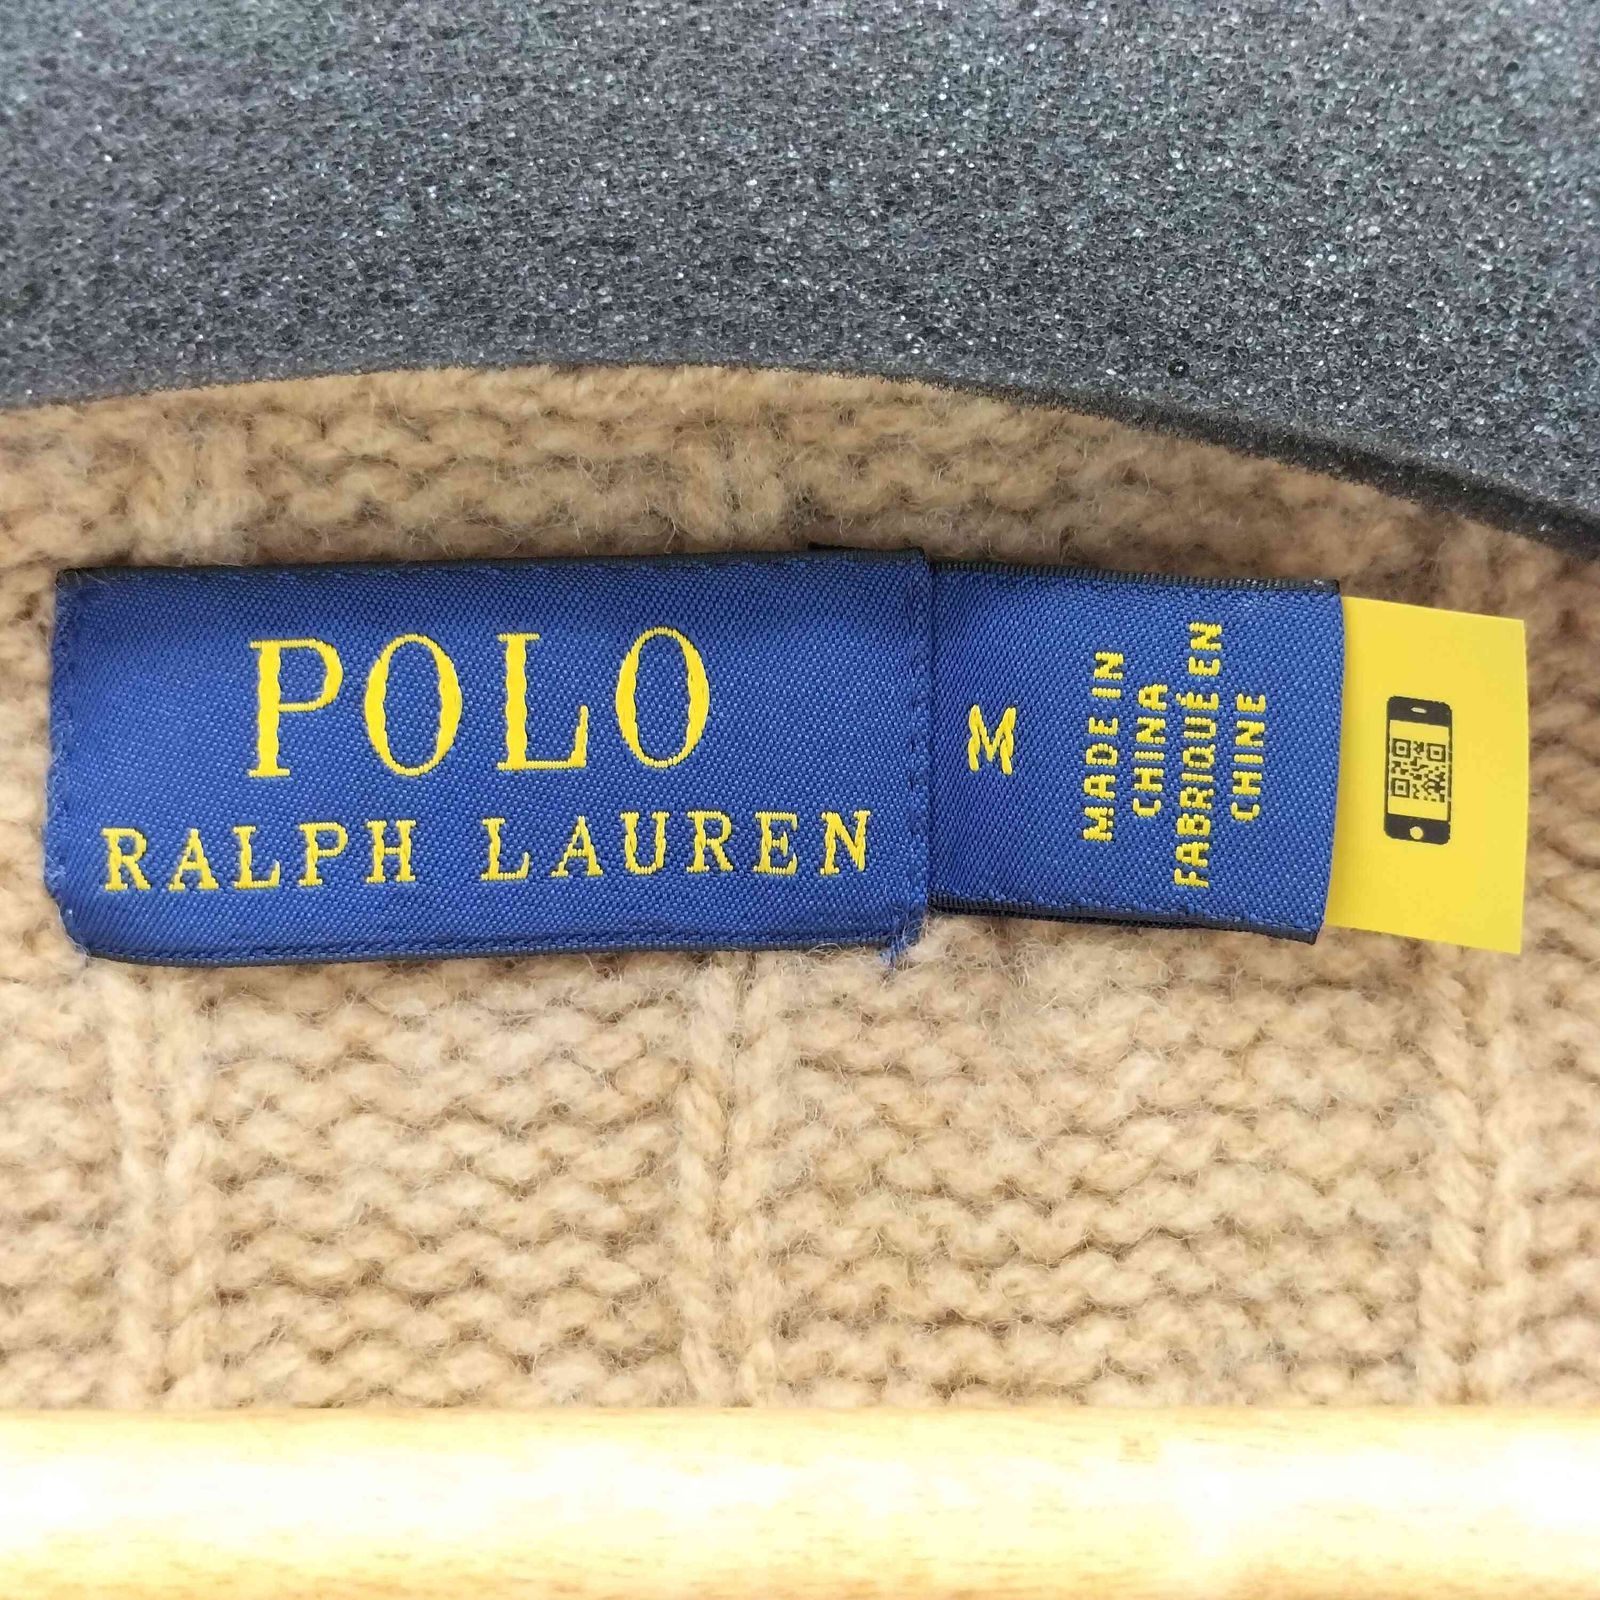 POLO
RALPH LAUREN
M
MADE IN
CHINA
FABRIQUÉ EN
CHINE